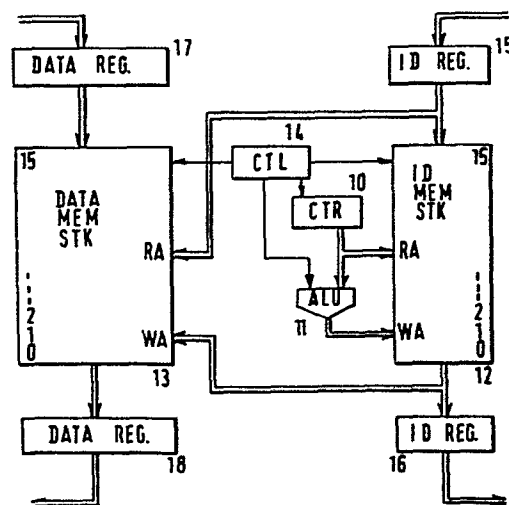 17
DATA REG.
15
ID REG.
14
15
CTL
15
10
DATA
MEM
STK
ID
MEM
STK
CTR
RA
RA
ALU
11
WA
WA
2
1
0
2
1
0
13
12
DATA REG.
ID REG.
18
16